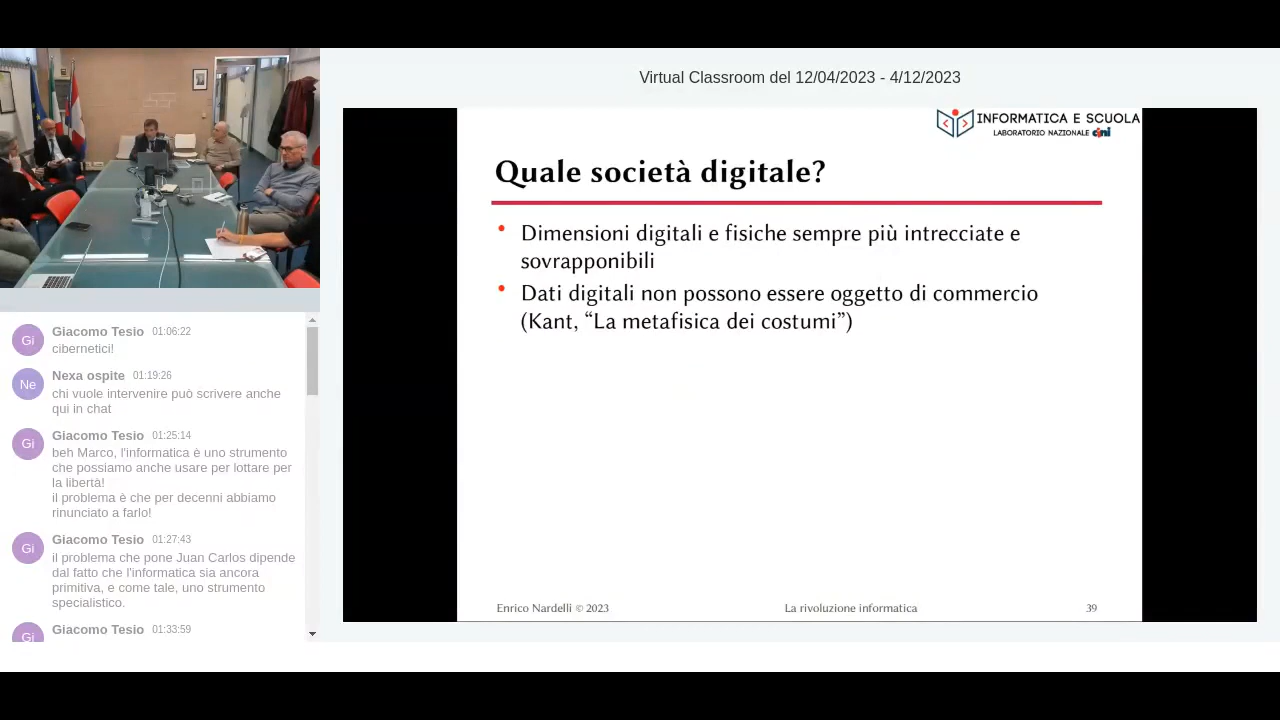 Virtual Classroom del 12/04/2023 - 4/12/2023
INFORMATICA E SCUOLA
LABORATORIO NAZIONALE cini
Quale società digitale?
• Dimensioni digitali e fisiche sempre più intrecciate e
sovrapponibili
• Dati digitali non possono essere oggetto di commercio
(Kant, “La metafisica dei costumi”)
Enrico Nardelli © 2023
La rivoluzione informatica
39
Gi
Giacomo Tesio 01:06:22
cibernetici!
Ne
Nexa ospite 01:19:26
chi vuole intervenire può scrivere anche
qui in chat
Gi
Giacomo Tesio 01:25:14
beh Marco, l'informatica è uno strumento
che possiamo anche usare per lottare per
la libertà!
il problema è che per decenni abbiamo
rinunciato a farlo!
Gi
Giacomo Tesio 01:27:43
il problema che pone Juan Carlos dipende
dal fatto che l'informatica sia ancora
primitiva, e come tale, uno strumento
specialistico.
Gi
Giacomo Tesio 01:33:59